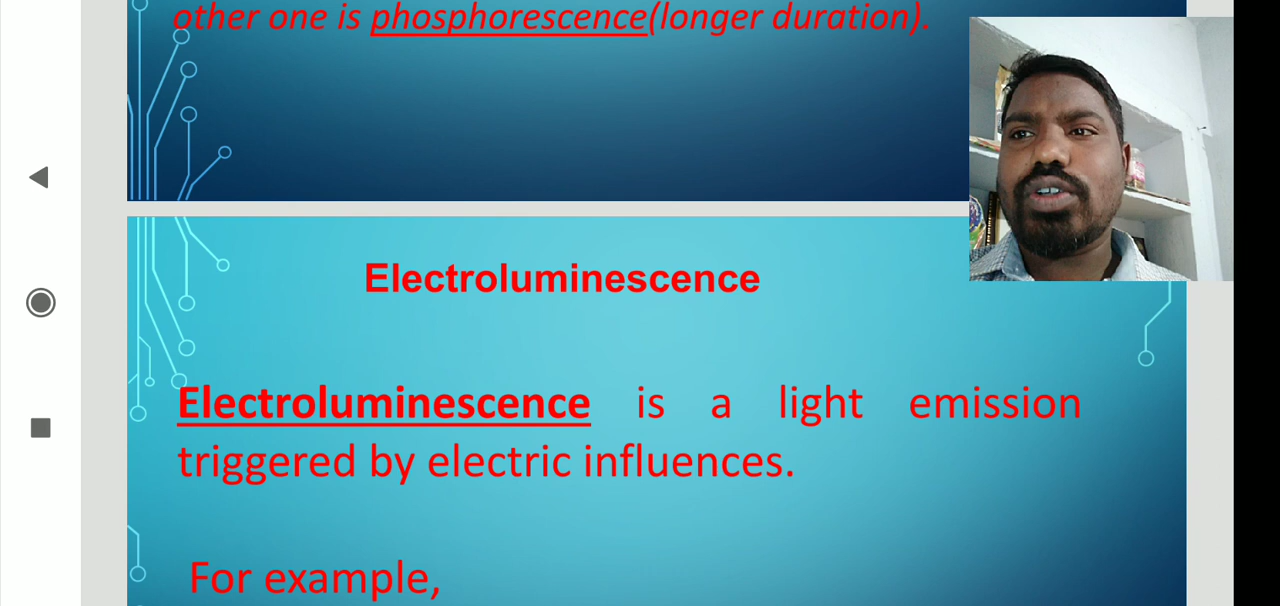 other one is phosphorescence(longer duration).
Electroluminescence
Electroluminescence is a light emission
triggered by electric influences.
For example,